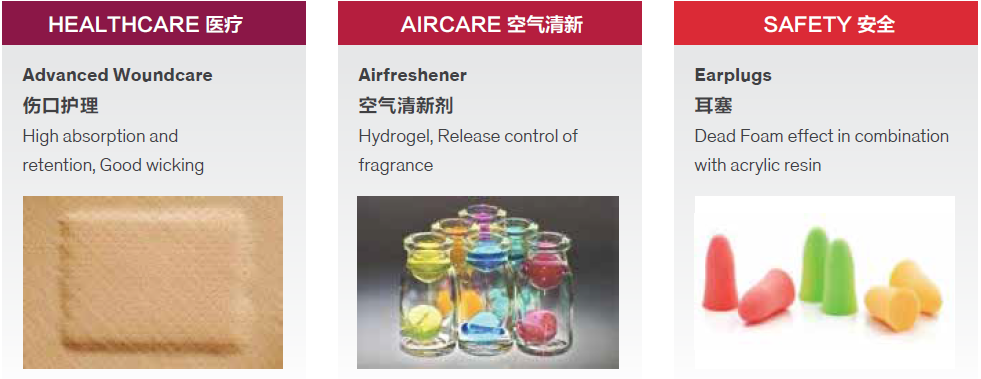 HEALTHCARE 医疗
Advanced Woundcare
伤口护理
High absorption and
retention, Good wicking
AIRCARE 空气清新
Airfreshener
空气清新剂
Hydrogel, Release control of
fragrance
SAFETY 安全
Earplugs
耳塞
Dead Foam effect in combination
with acrylic resin